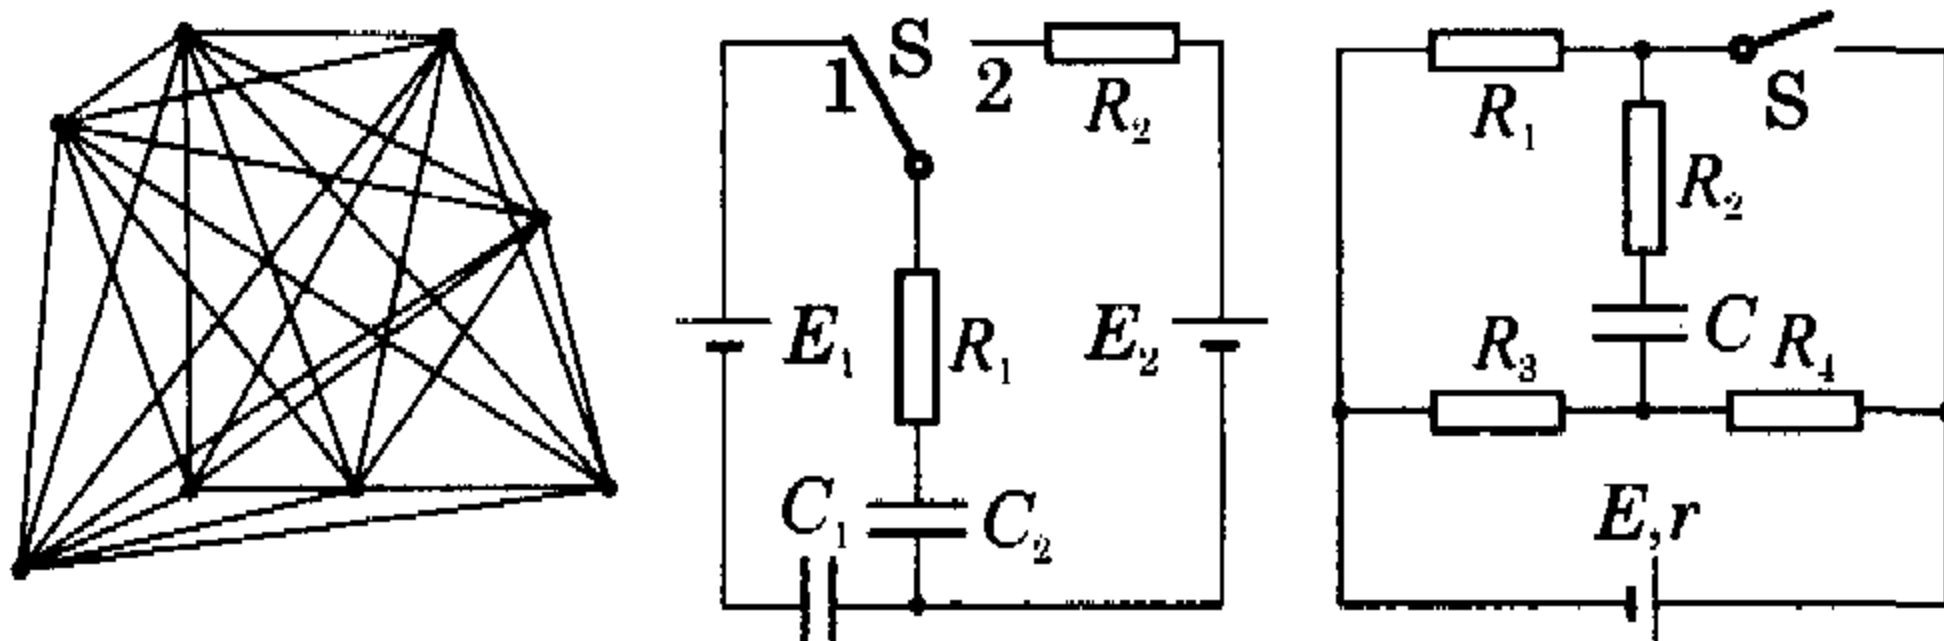 1 S 2 R₂
E₁ R₁ E₂
C₁ C₂
R₁ S
R₂
C
R₃ R₄
E, r